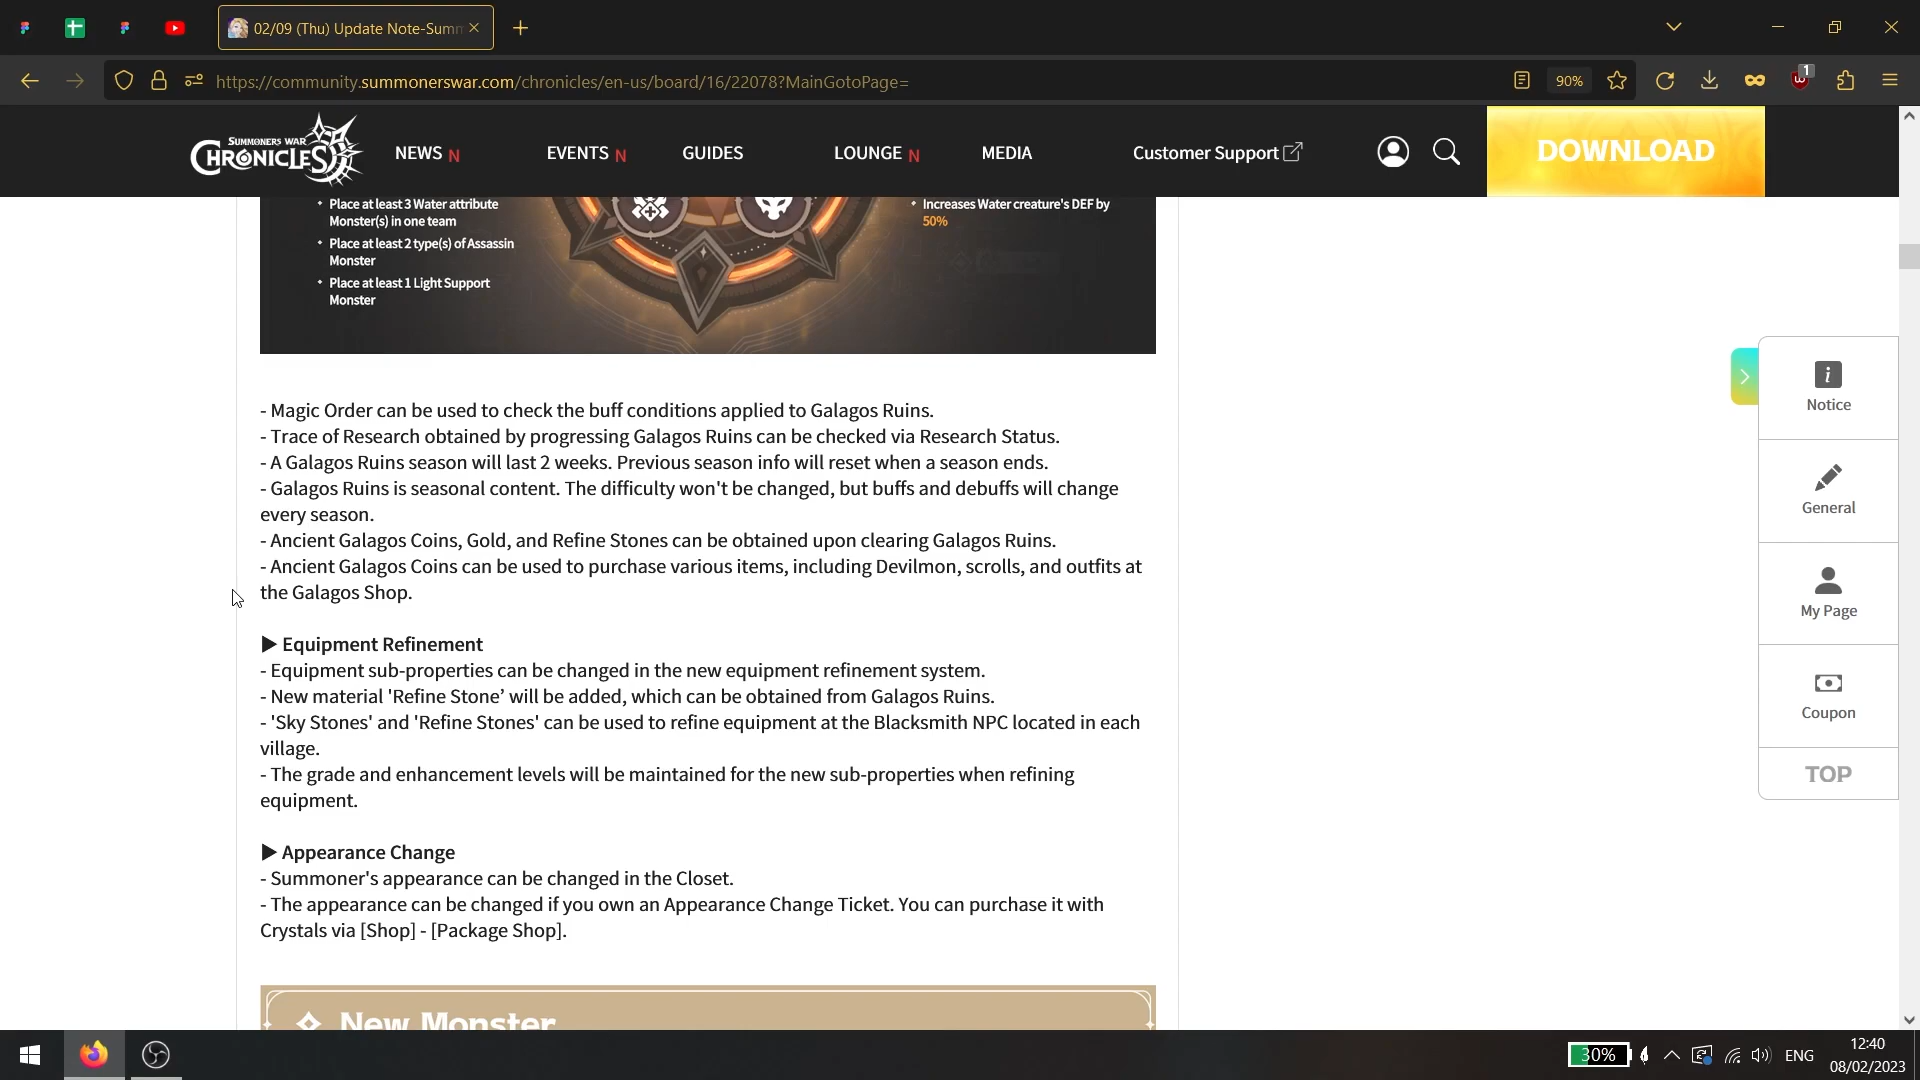 02/09 (Thu) Update Note-Summ
https://community.summonerswar.com/chronicles/en-us/board/16/22078?MainGotoPage=
90%
1
SUMMONERS WAR
CHRONICLES
NEWS N
EVENTS N
GUIDES
LOUNGE N
MEDIA
Customer Support
DOWNLOAD
Place at least 3 Water attribute
Monster(s) in one team
Place at least 2 type(s) of Assassin
Monster
Place at least 1 Light Support
Monster
Increases Water creature's DEF by
50%
- Magic Order can be used to check the buff conditions applied to Galagos Ruins.
- Trace of Research obtained by progressing Galagos Ruins can be checked via Research Status.
- A Galagos Ruins season will last 2 weeks. Previous season info will reset when a season ends.
- Galagos Ruins is seasonal content. The difficulty won't be changed, but buffs and debuffs will change
every season.
- Ancient Galagos Coins, Gold, and Refine Stones can be obtained upon clearing Galagos Ruins.
- Ancient Galagos Coins can be used to purchase various items, including Devilmon, scrolls, and outfits at
the Galagos Shop.
▶ Equipment Refinement
- Equipment sub-properties can be changed in the new equipment refinement system.
- New material 'Refine Stone’ will be added, which can be obtained from Galagos Ruins.
- 'Sky Stones' and 'Refine Stones' can be used to refine equipment at the Blacksmith NPC located in each
village.
- The grade and enhancement levels will be maintained for the new sub-properties when refining
equipment.
▶ Appearance Change
- Summoner's appearance can be changed in the Closet.
- The appearance can be changed if you own an Appearance Change Ticket. You can purchase it with
Crystals via [Shop] - [Package Shop].
New Monster
Notice
General
My Page
Coupon
TOP
30%
ENG
12:40
08/02/2023